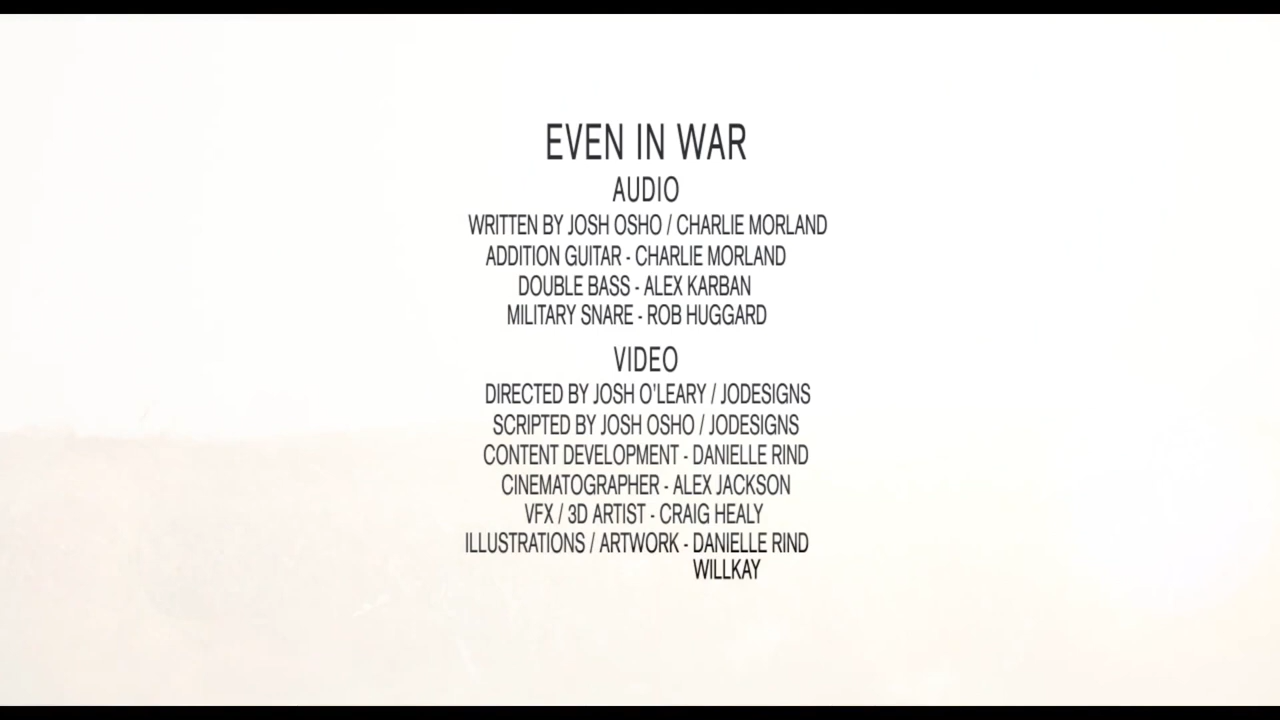 EVEN IN WAR
AUDIO
WRITTEN BY JOSH OSHO / CHARLIE MORLAND
ADDITION GUITAR - CHARLIE MORLAND
DOUBLE BASS - ALEX KARBAN
MILITARY SNARE - ROB HUGGARD
VIDEO
DIRECTED BY JOSH O'LEARY / JODESIGNS
SCRIPTED BY JOSH OSHO / JODESIGNS
CONTENT DEVELOPMENT - DANIELLE RIND
CINEMATOGRAPHER - ALEX JACKSON
VFX / 3D ARTIST - CRAIG HEALY
ILLUSTRATIONS / ARTWORK - DANIELLE RIND
WILLKAY